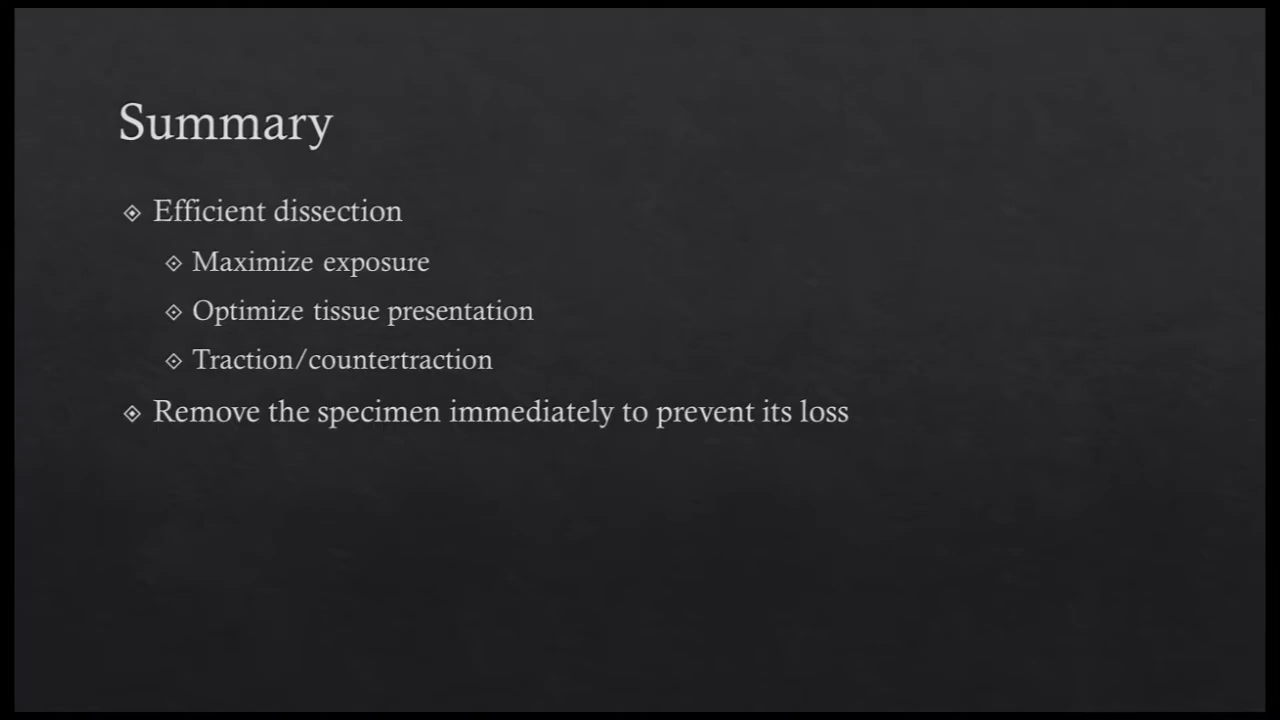 Summary
Efficient dissection
Maximize exposure
Optimize tissue presentation
Traction/countertraction
Remove the specimen immediately to prevent its loss